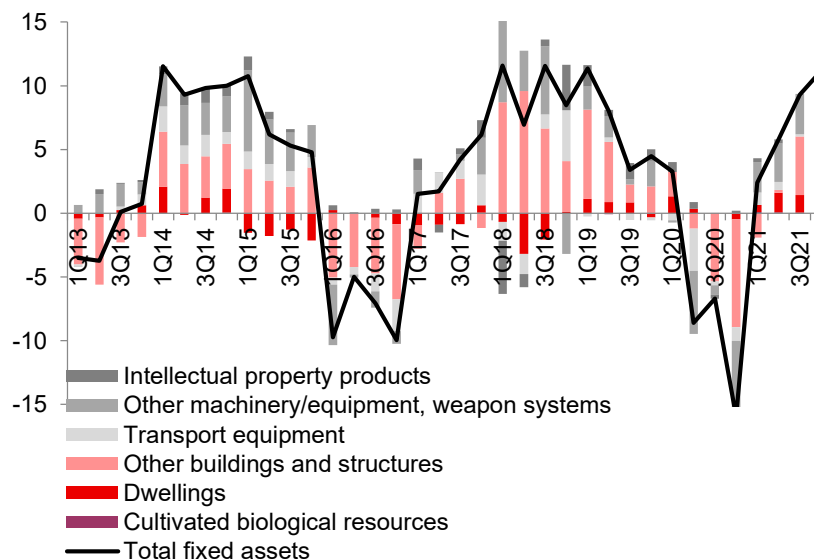 15
10
5
0
-5
-10
-15
1Q13
3Q13
1Q14
3Q14
1Q15
3Q15
1Q16
3Q16
1Q17
3Q17
1Q18
3Q18
1Q19
3Q19
1Q20
3Q20
1Q21
3Q21
Intellectual property products
Other machinery/equipment, weapon systems
Transport equipment
Other buildings and structures
Dwellings
Cultivated biological resources
Total fixed assets